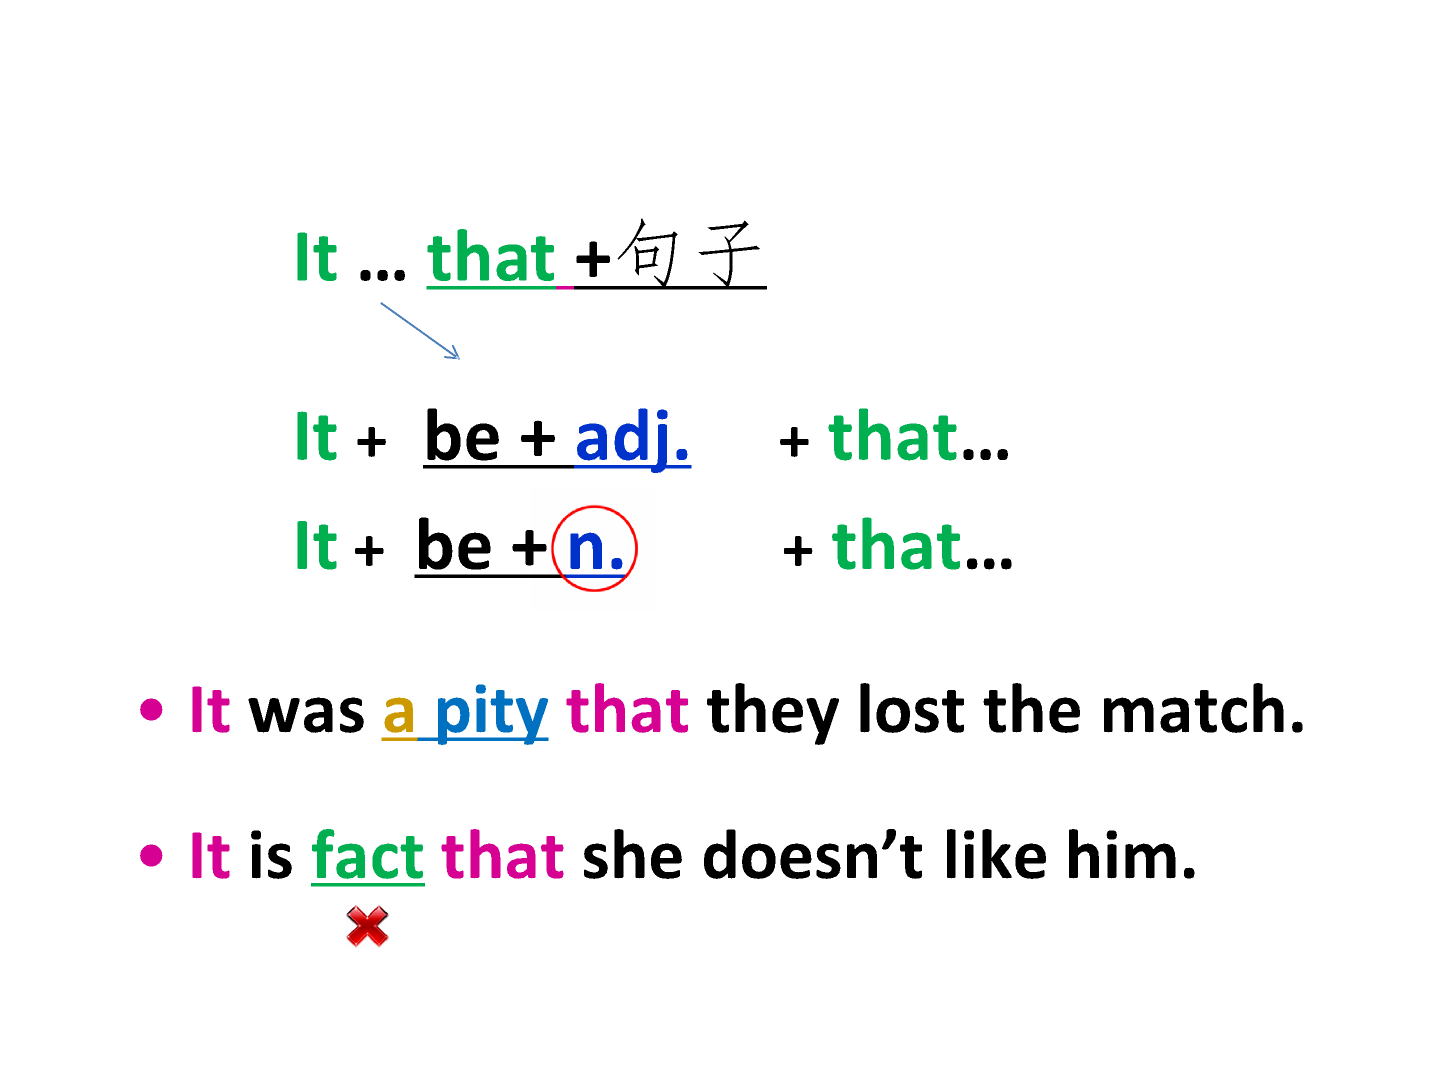 It … that +句子
It + be + adj. + that…
It + be + n. + that…
• It was a pity that they lost the match.
• It is fact that she doesn’t like him.